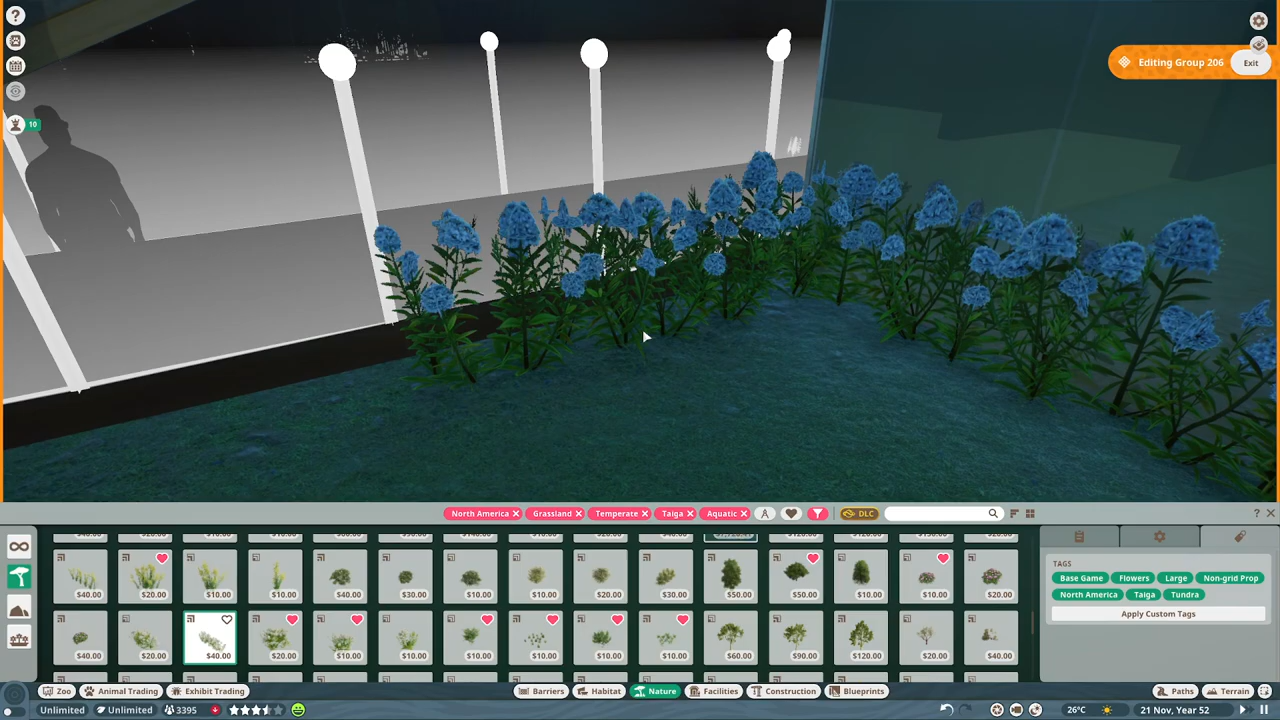 ?
Editing Group 206
Exit
10
North America ✕ Grassland ✕ Temperate ✕ Taiga ✕ Aquatic ✕ DLC
? ✕
$40.00 $20.00 $10.00 $10.00 $40.00 $30.00 $10.00 $10.00 $20.00 $30.00 $50.00 $50.00 $10.00 $10.00 $20.00
$40.00 $20.00 $40.00 $20.00 $10.00 $10.00 $10.00 $10.00 $10.00 $10.00 $60.00 $90.00 $120.00 $20.00 $40.00
TAGS
Base Game Flowers Large Non-grid Prop
North America Taiga Tundra
Apply Custom Tags
Zoo Animal Trading Exhibit Trading Barriers Habitat Nature Facilities Construction Blueprints Paths Terrain
Unlimited Unlimited 3395 26°C 21 Nov, Year 52